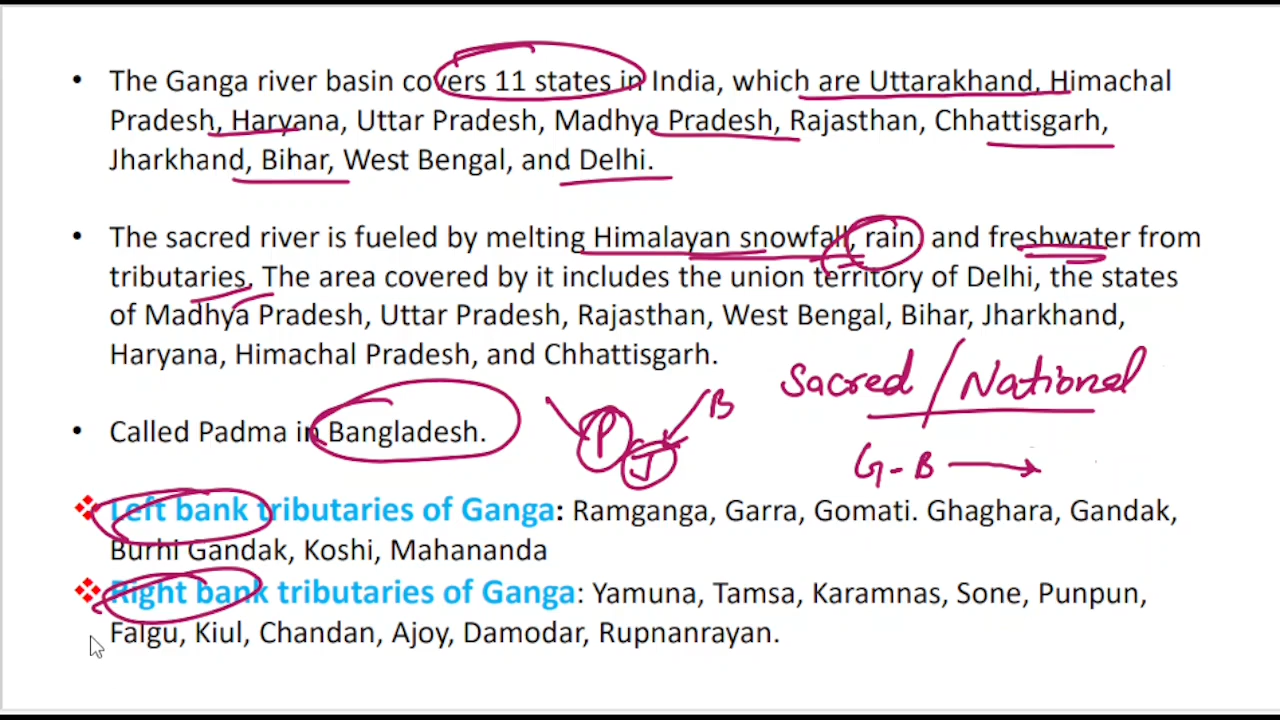 • The Ganga river basin covers 11 states in India, which are Uttarakhand, Himachal
Pradesh, Haryana, Uttar Pradesh, Madhya Pradesh, Rajasthan, Chhattisgarh,
Jharkhand, Bihar, West Bengal, and Delhi.
• The sacred river is fueled by melting Himalayan snowfall, rain, and freshwater from
tributaries. The area covered by it includes the union territory of Delhi, the states
of Madhya Pradesh, Uttar Pradesh, Rajasthan, West Bengal, Bihar, Jharkhand,
Haryana, Himachal Pradesh, and Chhattisgarh.
Sacred / National
• Called Padma in Bangladesh.
P J B
G-B
Left bank tributaries of Ganga: Ramganga, Garra, Gomati. Ghaghara, Gandak,
Burhi Gandak, Koshi, Mahananda
Right bank tributaries of Ganga: Yamuna, Tamsa, Karamnas, Sone, Punpun,
Falgu, Kiul, Chandan, Ajoy, Damodar, Rupnanrayan.